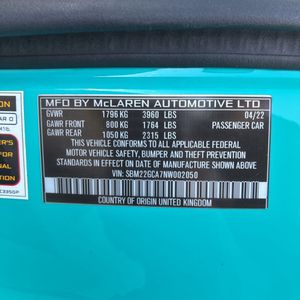 MFD BY McLAREN AUTOMOTIVE LTD
GVWR 1796 KG 3960 LBS 04/22
GAWR FRONT 800 KG 1764 LBS PASSENGER CAR
GAWR REAR 1050 KG 2315 LBS
THIS VEHICLE CONFORMS TO ALL APPLICABLE FEDERAL
MOTOR VEHICLE SAFETY, BUMPER AND THEFT PREVENTION
STANDARDS IN EFFECT ON THE DATE OF MANUFACTURE SHOWN ABOVE.
VIN: SBM22GCA7NW002050
COUNTRY OF ORIGIN UNITED KINGDOM